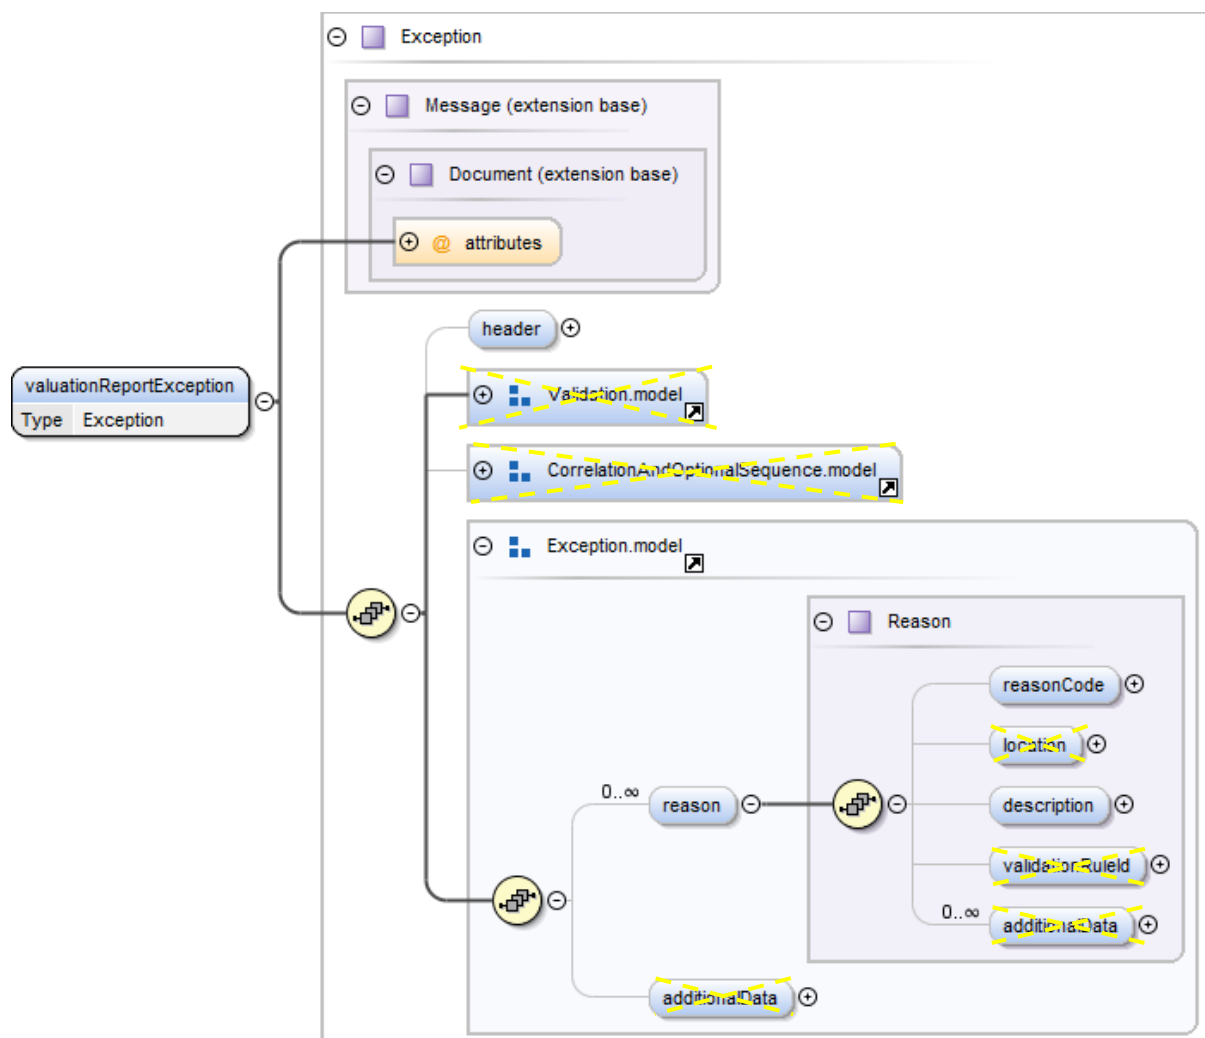 Exception
Message (extension base)
Document (extension base)
@ attributes
header
valuationReportException
Type Exception
Validation.model
CorrelationAndOptionalSequence.model
Exception.model
Reason
reasonCode
location
0..∞
reason
description
validationRuleId
0..∞
additionalData
additionalData